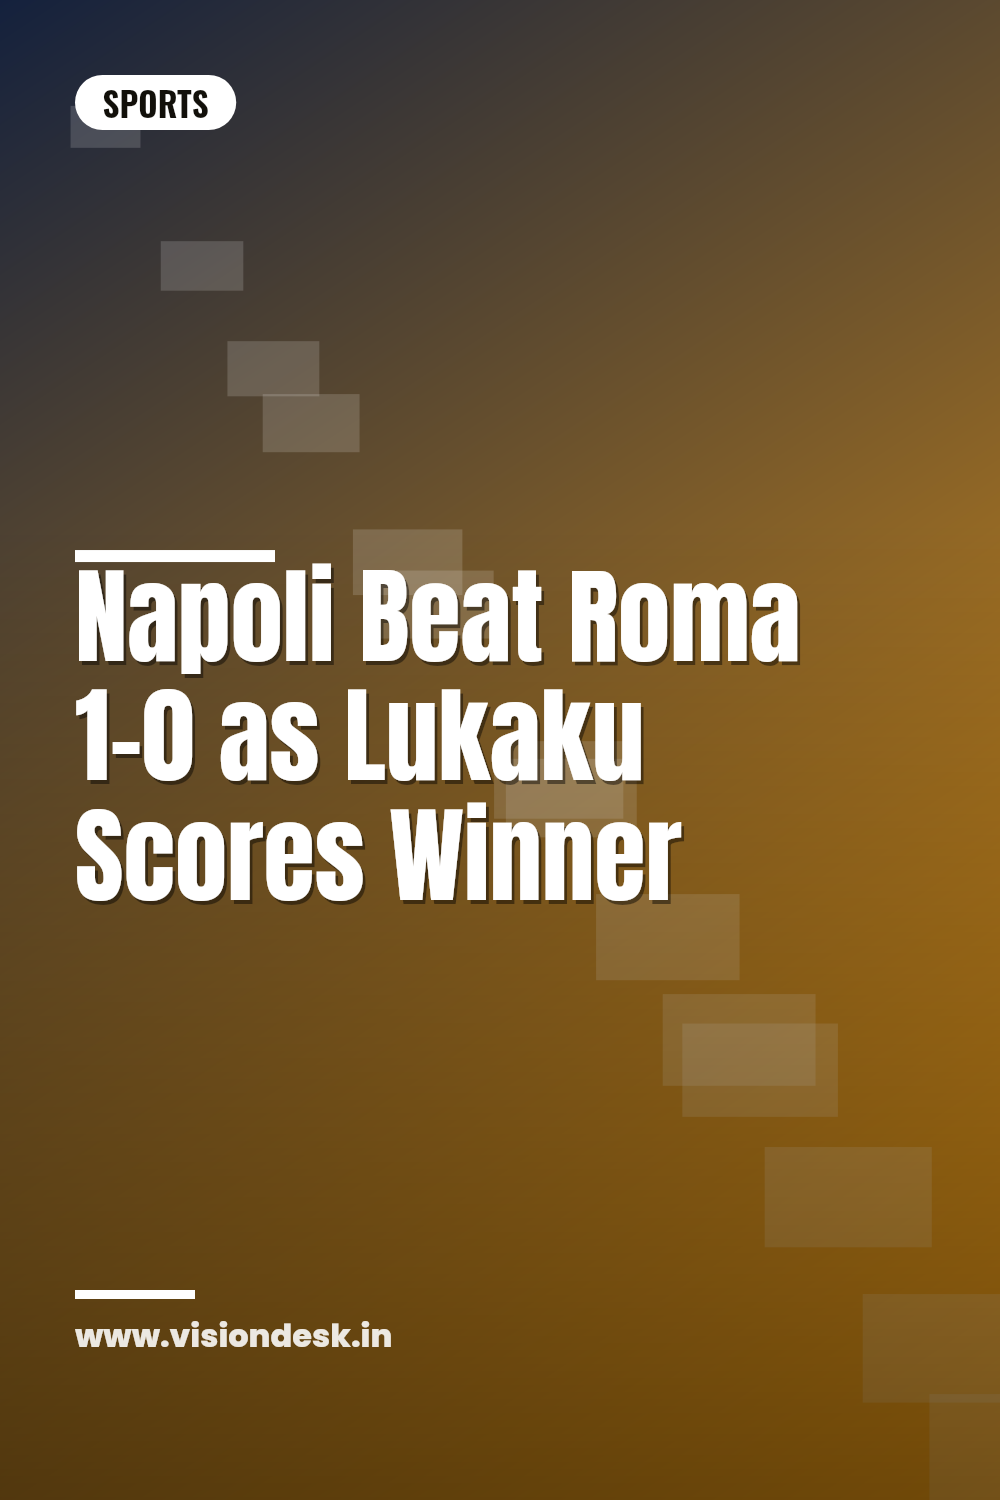 SPORTS
Napoli Beat Roma
1-0 as Lukaku
Scores Winner
www.visiondesk.in